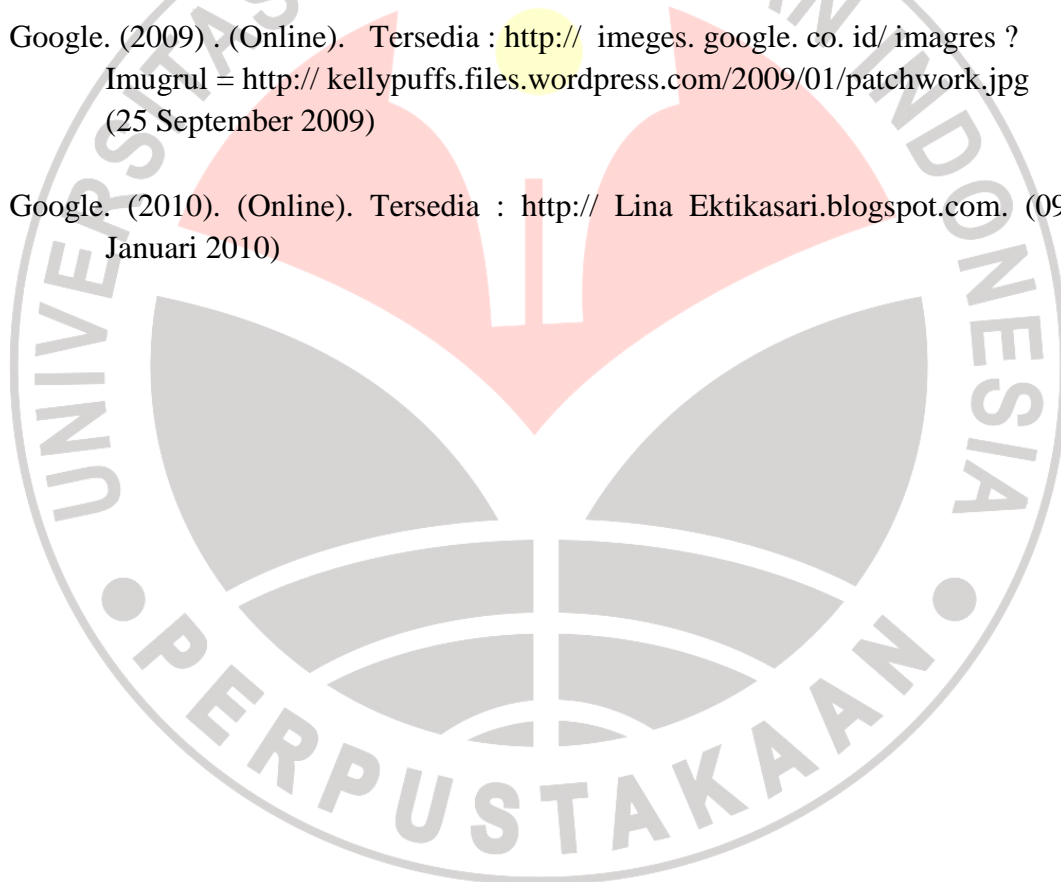 Google. (2009) . (Online). Tersedia : http:// imeges. google. co. id/ imagres ?
Imugrul = http:// kellypuffs.files.wordpress.com/2009/01/patchwork.jpg
(25 September 2009)
Google. (2010). (Online). Tersedia : http:// Lina Ektikasari.blogspot.com. (09
Januari 2010)
UNIVERSITAS
INDONESIA
PERPUSTAKAAN